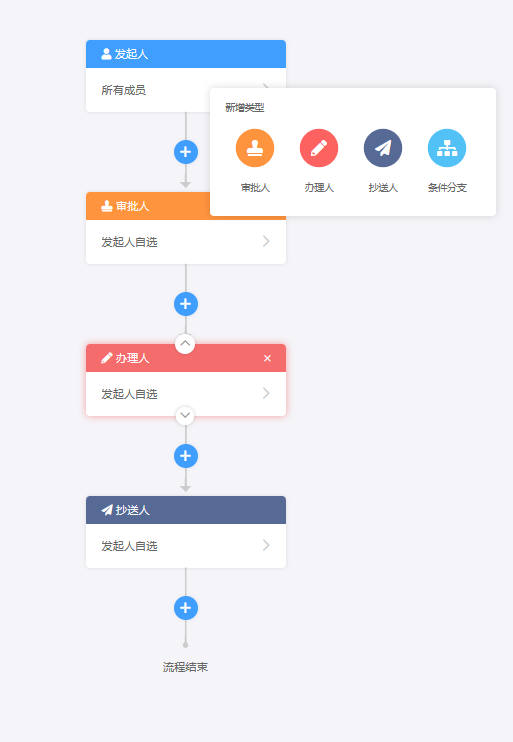 发起人
所有成员
新增类型
审批人
办理人
抄送人
条件分支
审批人
发起人自选
办理人
发起人自选
抄送人
发起人自选
流程结束